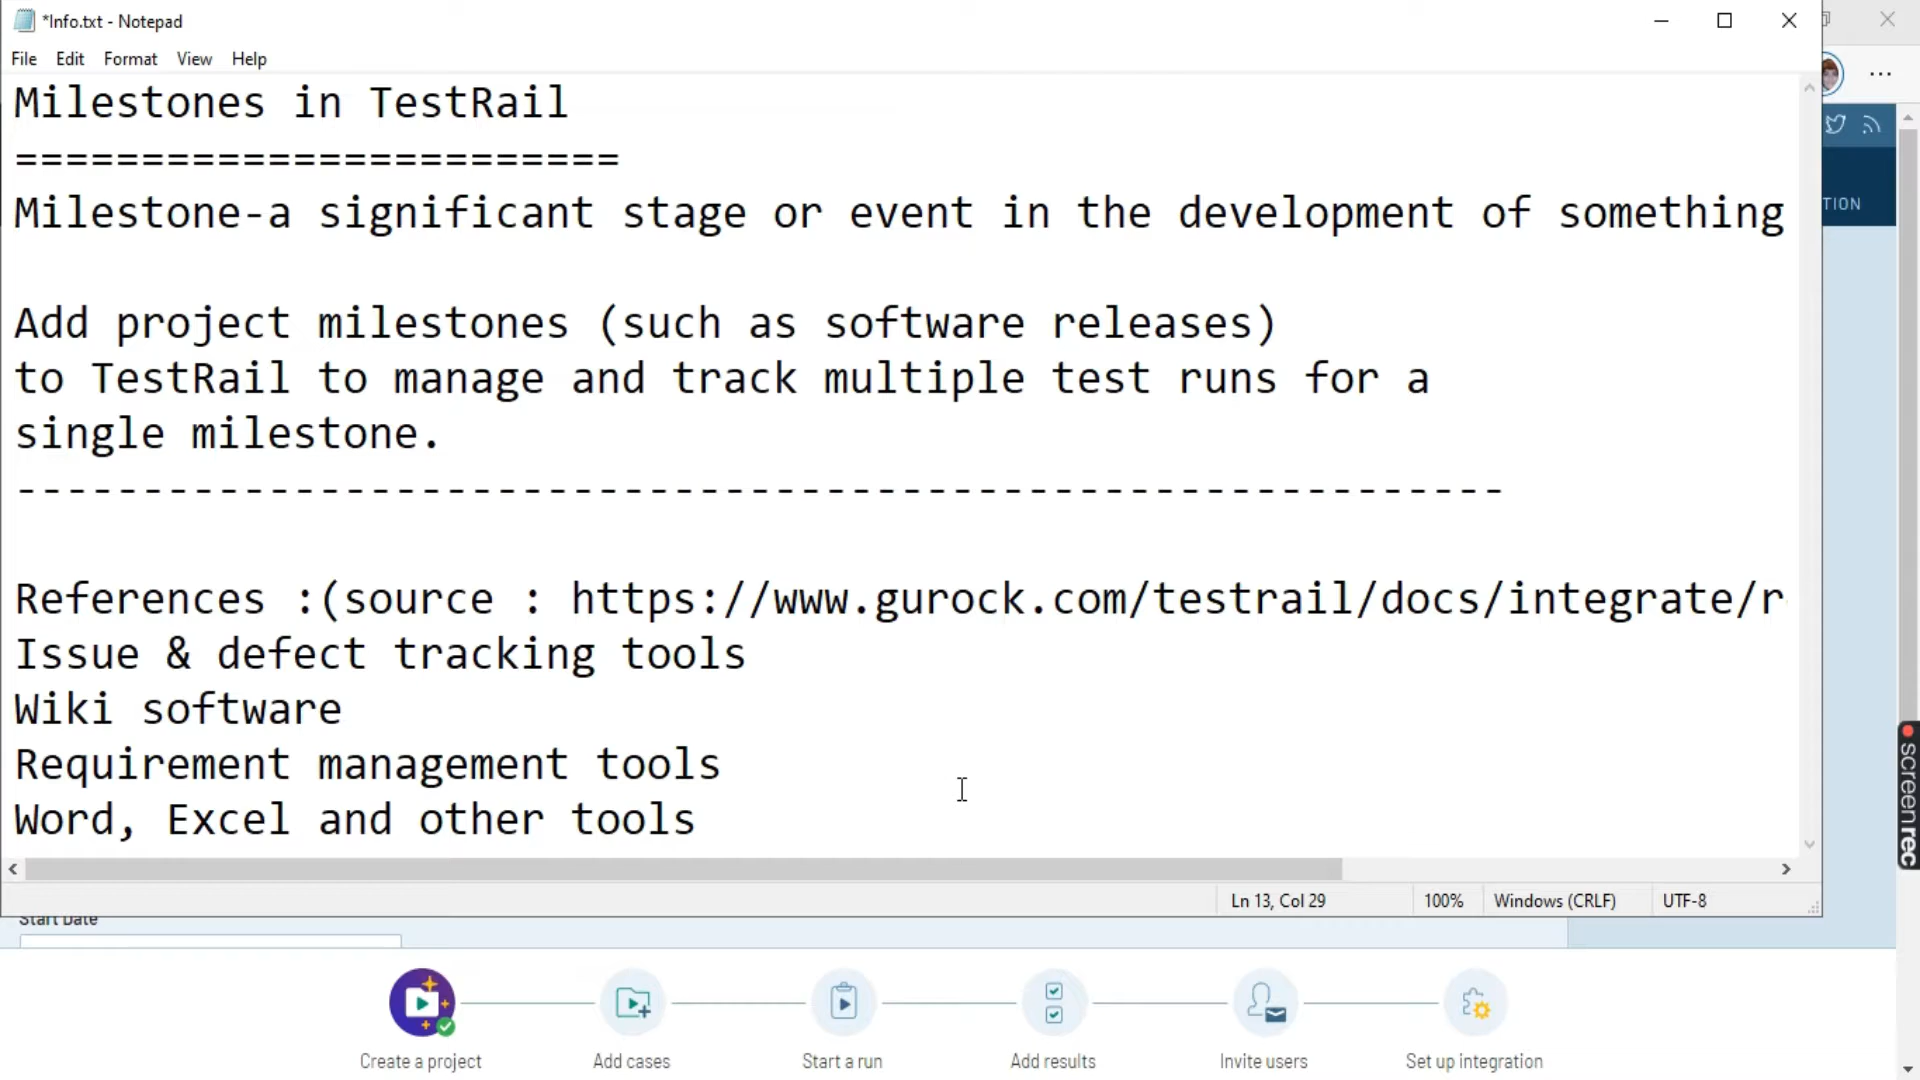 *Info.txt - Notepad
File Edit Format View Help
Milestones in TestRail
========================
Milestone-a significant stage or event in the development of something
Add project milestones (such as software releases)
to TestRail to manage and track multiple test runs for a
single milestone.
-----------------------------------------------------------
References :(source : https://www.gurock.com/testrail/docs/integrate/r
Issue & defect tracking tools
Wiki software
Requirement management tools
Word, Excel and other tools
Ln 13, Col 29 100% Windows (CRLF) UTF-8
TION
screenrec
Start Date
Create a project Add cases Start a run Add results Invite users Set up integration